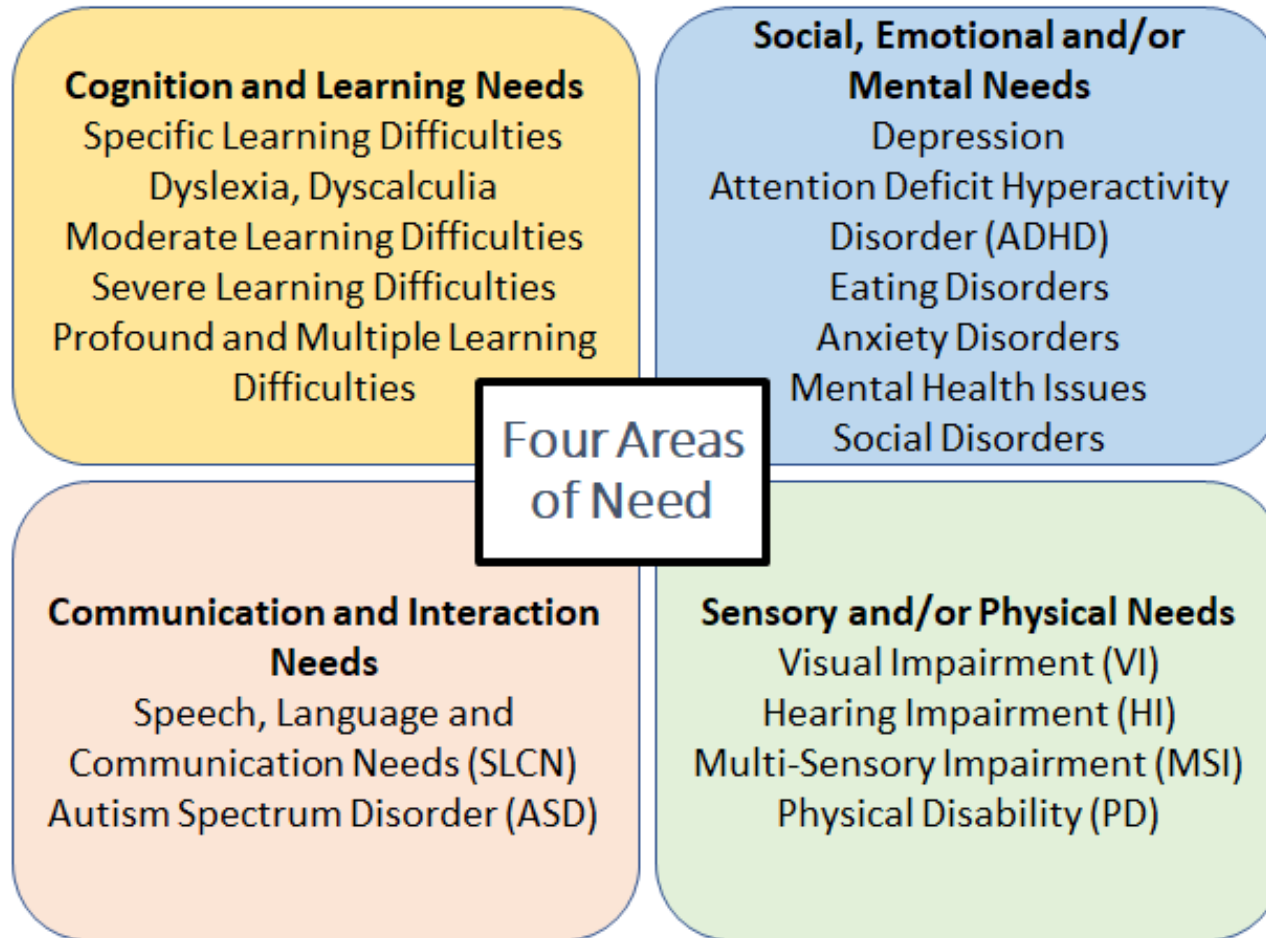 Cognition and Learning Needs
Specific Learning Difficulties
Dyslexia, Dyscalculia
Moderate Learning Difficulties
Severe Learning Difficulties
Profound and Multiple Learning
Difficulties
Social, Emotional and/or
Mental Needs
Depression
Attention Deficit Hyperactivity
Disorder (ADHD)
Eating Disorders
Anxiety Disorders
Mental Health Issues
Social Disorders
Four Areas
of Need
Communication and Interaction
Needs
Speech, Language and
Communication Needs (SLCN)
Autism Spectrum Disorder (ASD)
Sensory and/or Physical Needs
Visual Impairment (VI)
Hearing Impairment (HI)
Multi-Sensory Impairment (MSI)
Physical Disability (PD)